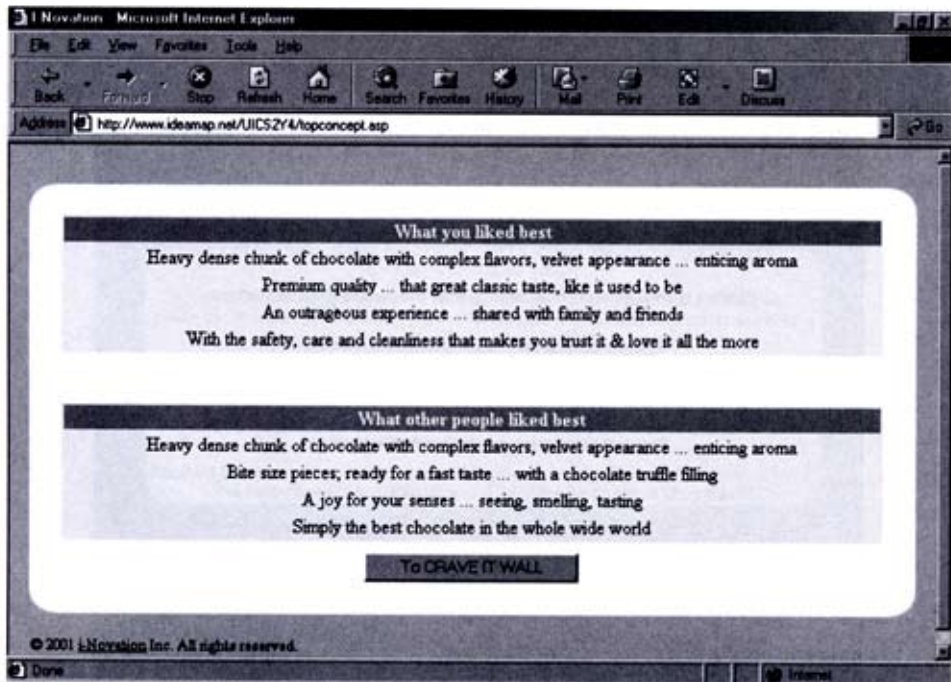 I Novation - Microsoft Internet Explorer
File Edit View Favorites Tools Help
Back Forward Stop Refresh Home Search Favorites History Mail Print Edit Discuss
Address http://www.ideamap.net/UICS2Y4/topconcept.asp Go
What you liked best
Heavy dense chunk of chocolate with complex flavors, velvet appearance ... enticing aroma
Premium quality ... that great classic taste, like it used to be
An outrageous experience ... shared with family and friends
With the safety, care and cleanliness that makes you trust it & love it all the more
What other people liked best
Heavy dense chunk of chocolate with complex flavors, velvet appearance ... enticing aroma
Bite size pieces; ready for a fast taste ... with a chocolate truffle filling
A joy for your senses ... seeing, smelling, tasting
Simply the best chocolate in the whole wide world
To CRAVE IT WALL
© 2001 i-Novation Inc. All rights reserved.
Done Internet